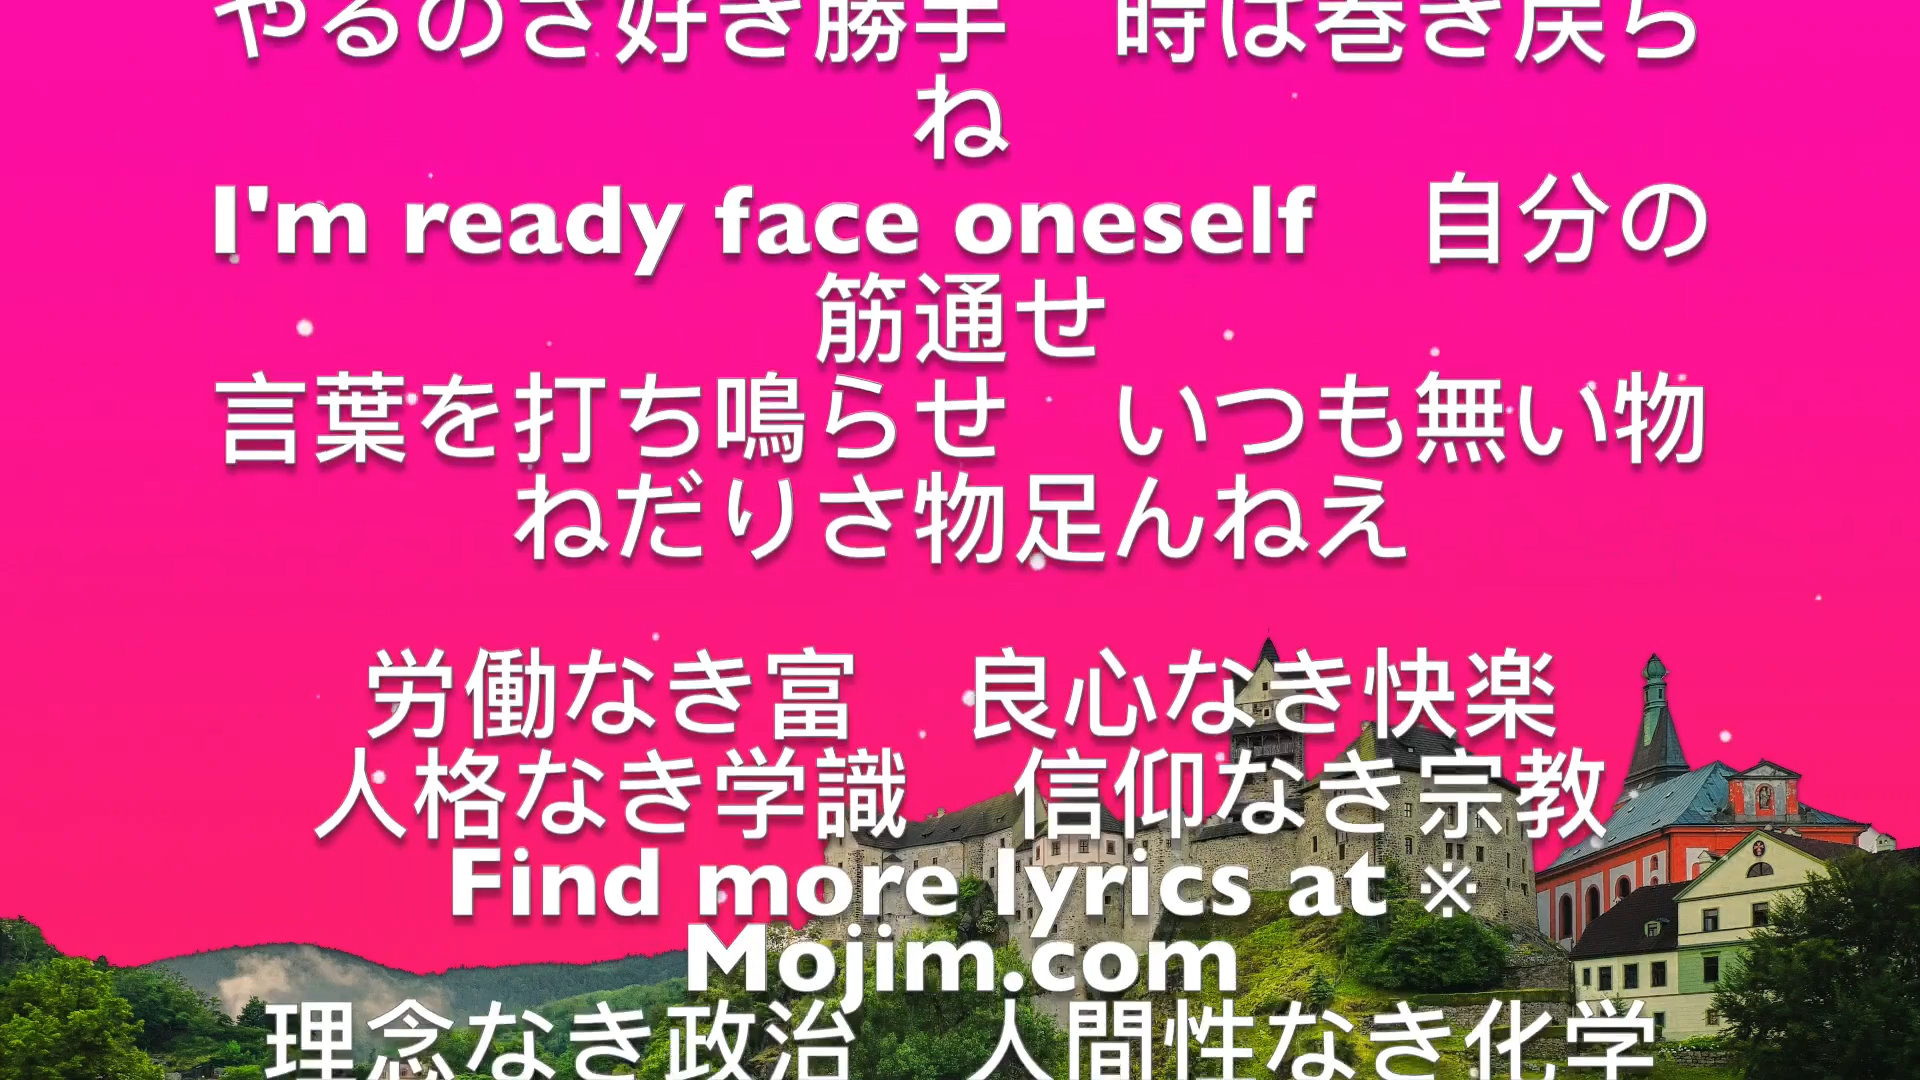 やるのさ好き勝手　時は巻き戻ら
ね
I'm ready face oneself　自分の
筋通せ
言葉を打ち鳴らせ　いつも無い物
ねだりさ物足んねえ
労働なき富　良心なき快楽
人格なき学識　信仰なき宗教
Find more lyrics at ※
Mojim.com
理念なき政治　人間性なき化学